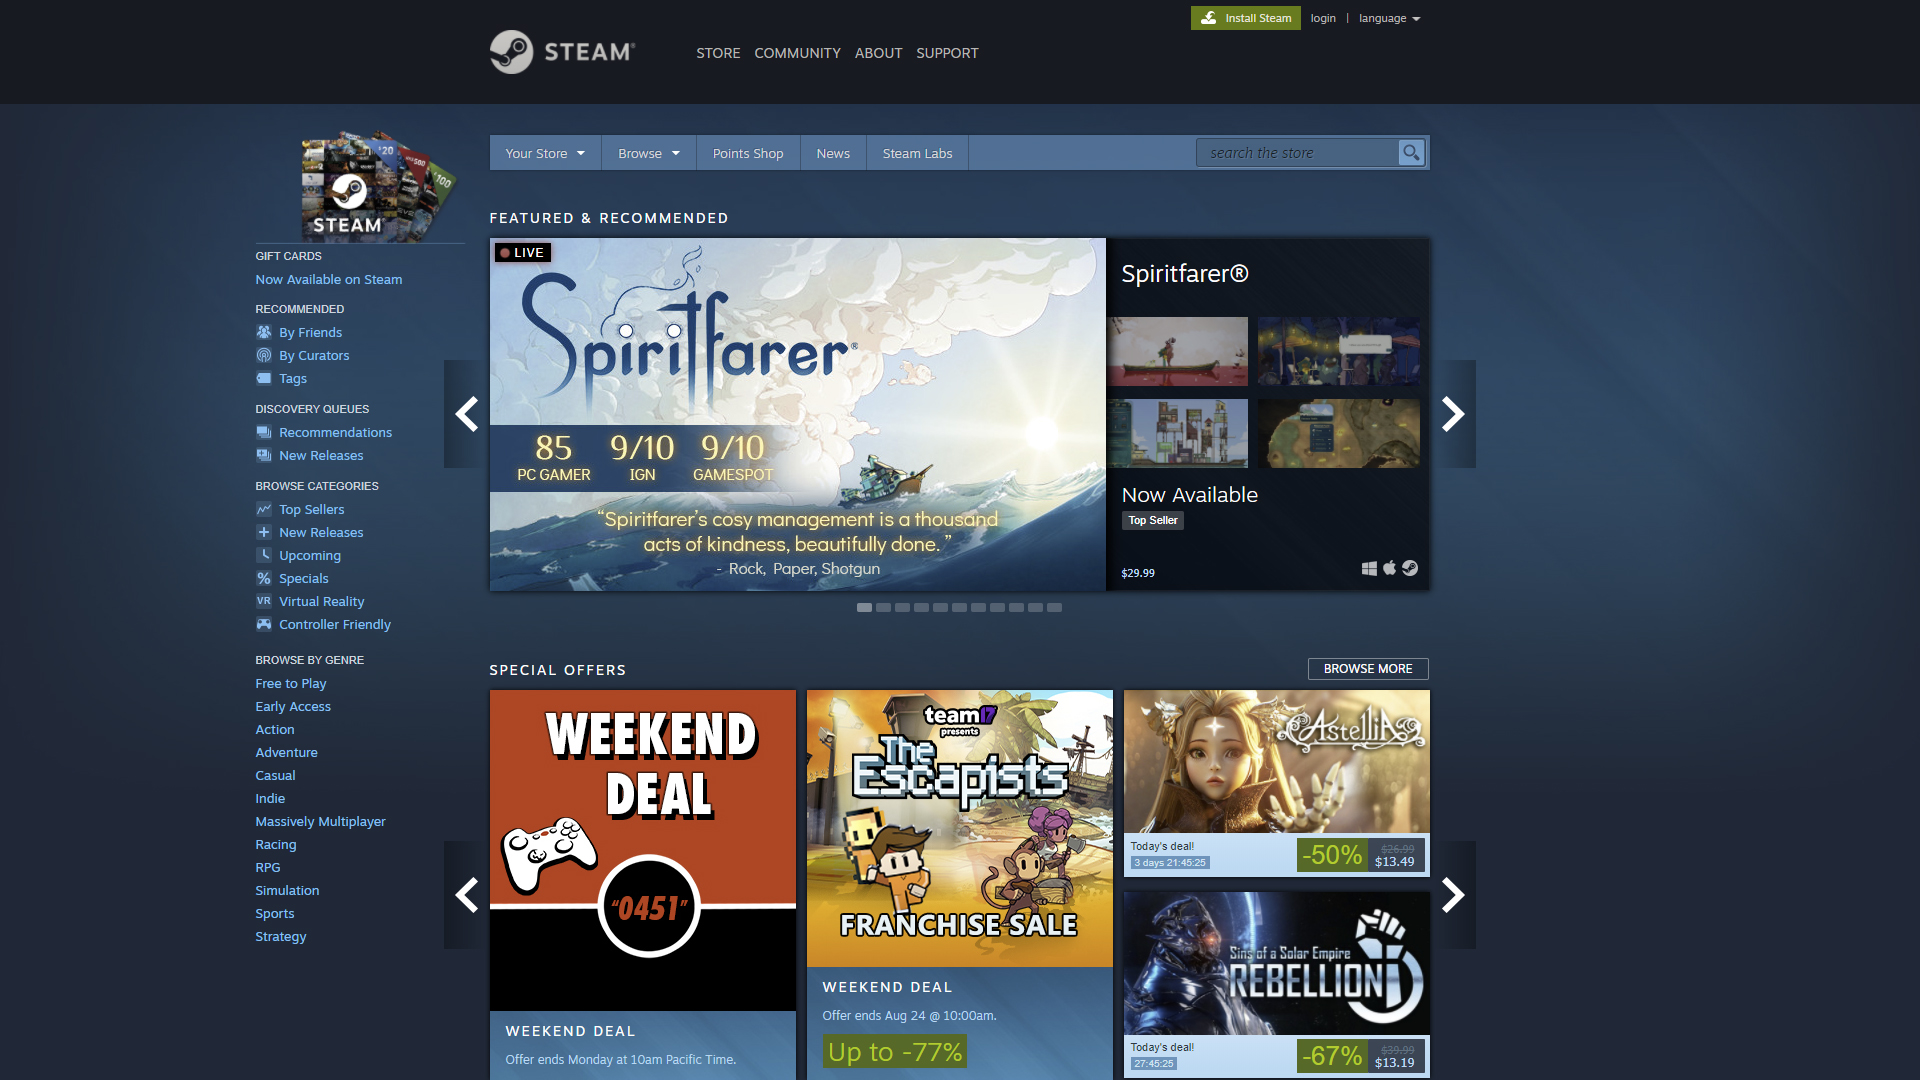 Install Steam
login | language
STEAM®
STORE COMMUNITY ABOUT SUPPORT
Your Store
Browse
Points Shop
News
Steam Labs
search the store
$20
$100
STEAM
GIFT CARDS
Now Available on Steam
RECOMMENDED
By Friends
By Curators
Tags
DISCOVERY QUEUES
Recommendations
New Releases
BROWSE CATEGORIES
Top Sellers
New Releases
Upcoming
Specials
VR Virtual Reality
Controller Friendly
BROWSE BY GENRE
Free to Play
Early Access
Action
Adventure
Casual
Indie
Massively Multiplayer
Racing
RPG
Simulation
Sports
Strategy
FEATURED & RECOMMENDED
LIVE
Spiritfarer®
85
PC GAMER
9/10
IGN
9/10
GAMESPOT
“Spiritfarer’s cosy management is a thousand
acts of kindness, beautifully done.”
- Rock, Paper, Shotgun
Spiritfarer®
Now Available
Top Seller
$29.99
SPECIAL OFFERS
BROWSE MORE
WEEKEND
DEAL
“0451”
WEEKEND DEAL
Offer ends Monday at 10am Pacific Time.
team17
presents
The
Escapists
FRANCHISE SALE
WEEKEND DEAL
Offer ends Aug 24 @ 10:00am.
Up to -77%
Astellia
Today's deal!
3 days 21:45:25
-50%
$26.99
$13.49
Sins of a Solar Empire
REBELLION
Today's deal!
27:45:25
-67%
$39.99
$13.19